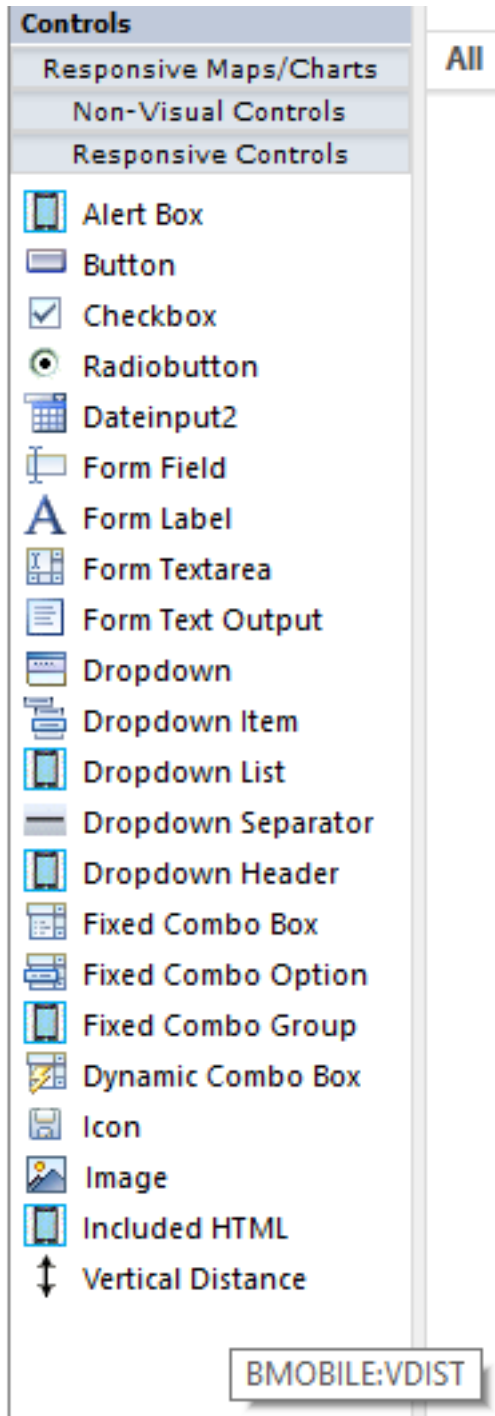 Controls
Responsive Maps/Charts
All
Non-Visual Controls
Responsive Controls
Alert Box
Button
Checkbox
Radiobutton
Dateinput2
Form Field
Form Label
Form Textarea
Form Text Output
Dropdown
Dropdown Item
Dropdown List
Dropdown Separator
Dropdown Header
Fixed Combo Box
Fixed Combo Option
Fixed Combo Group
Dynamic Combo Box
Icon
Image
Included HTML
Vertical Distance
BMOBILE:VDIST